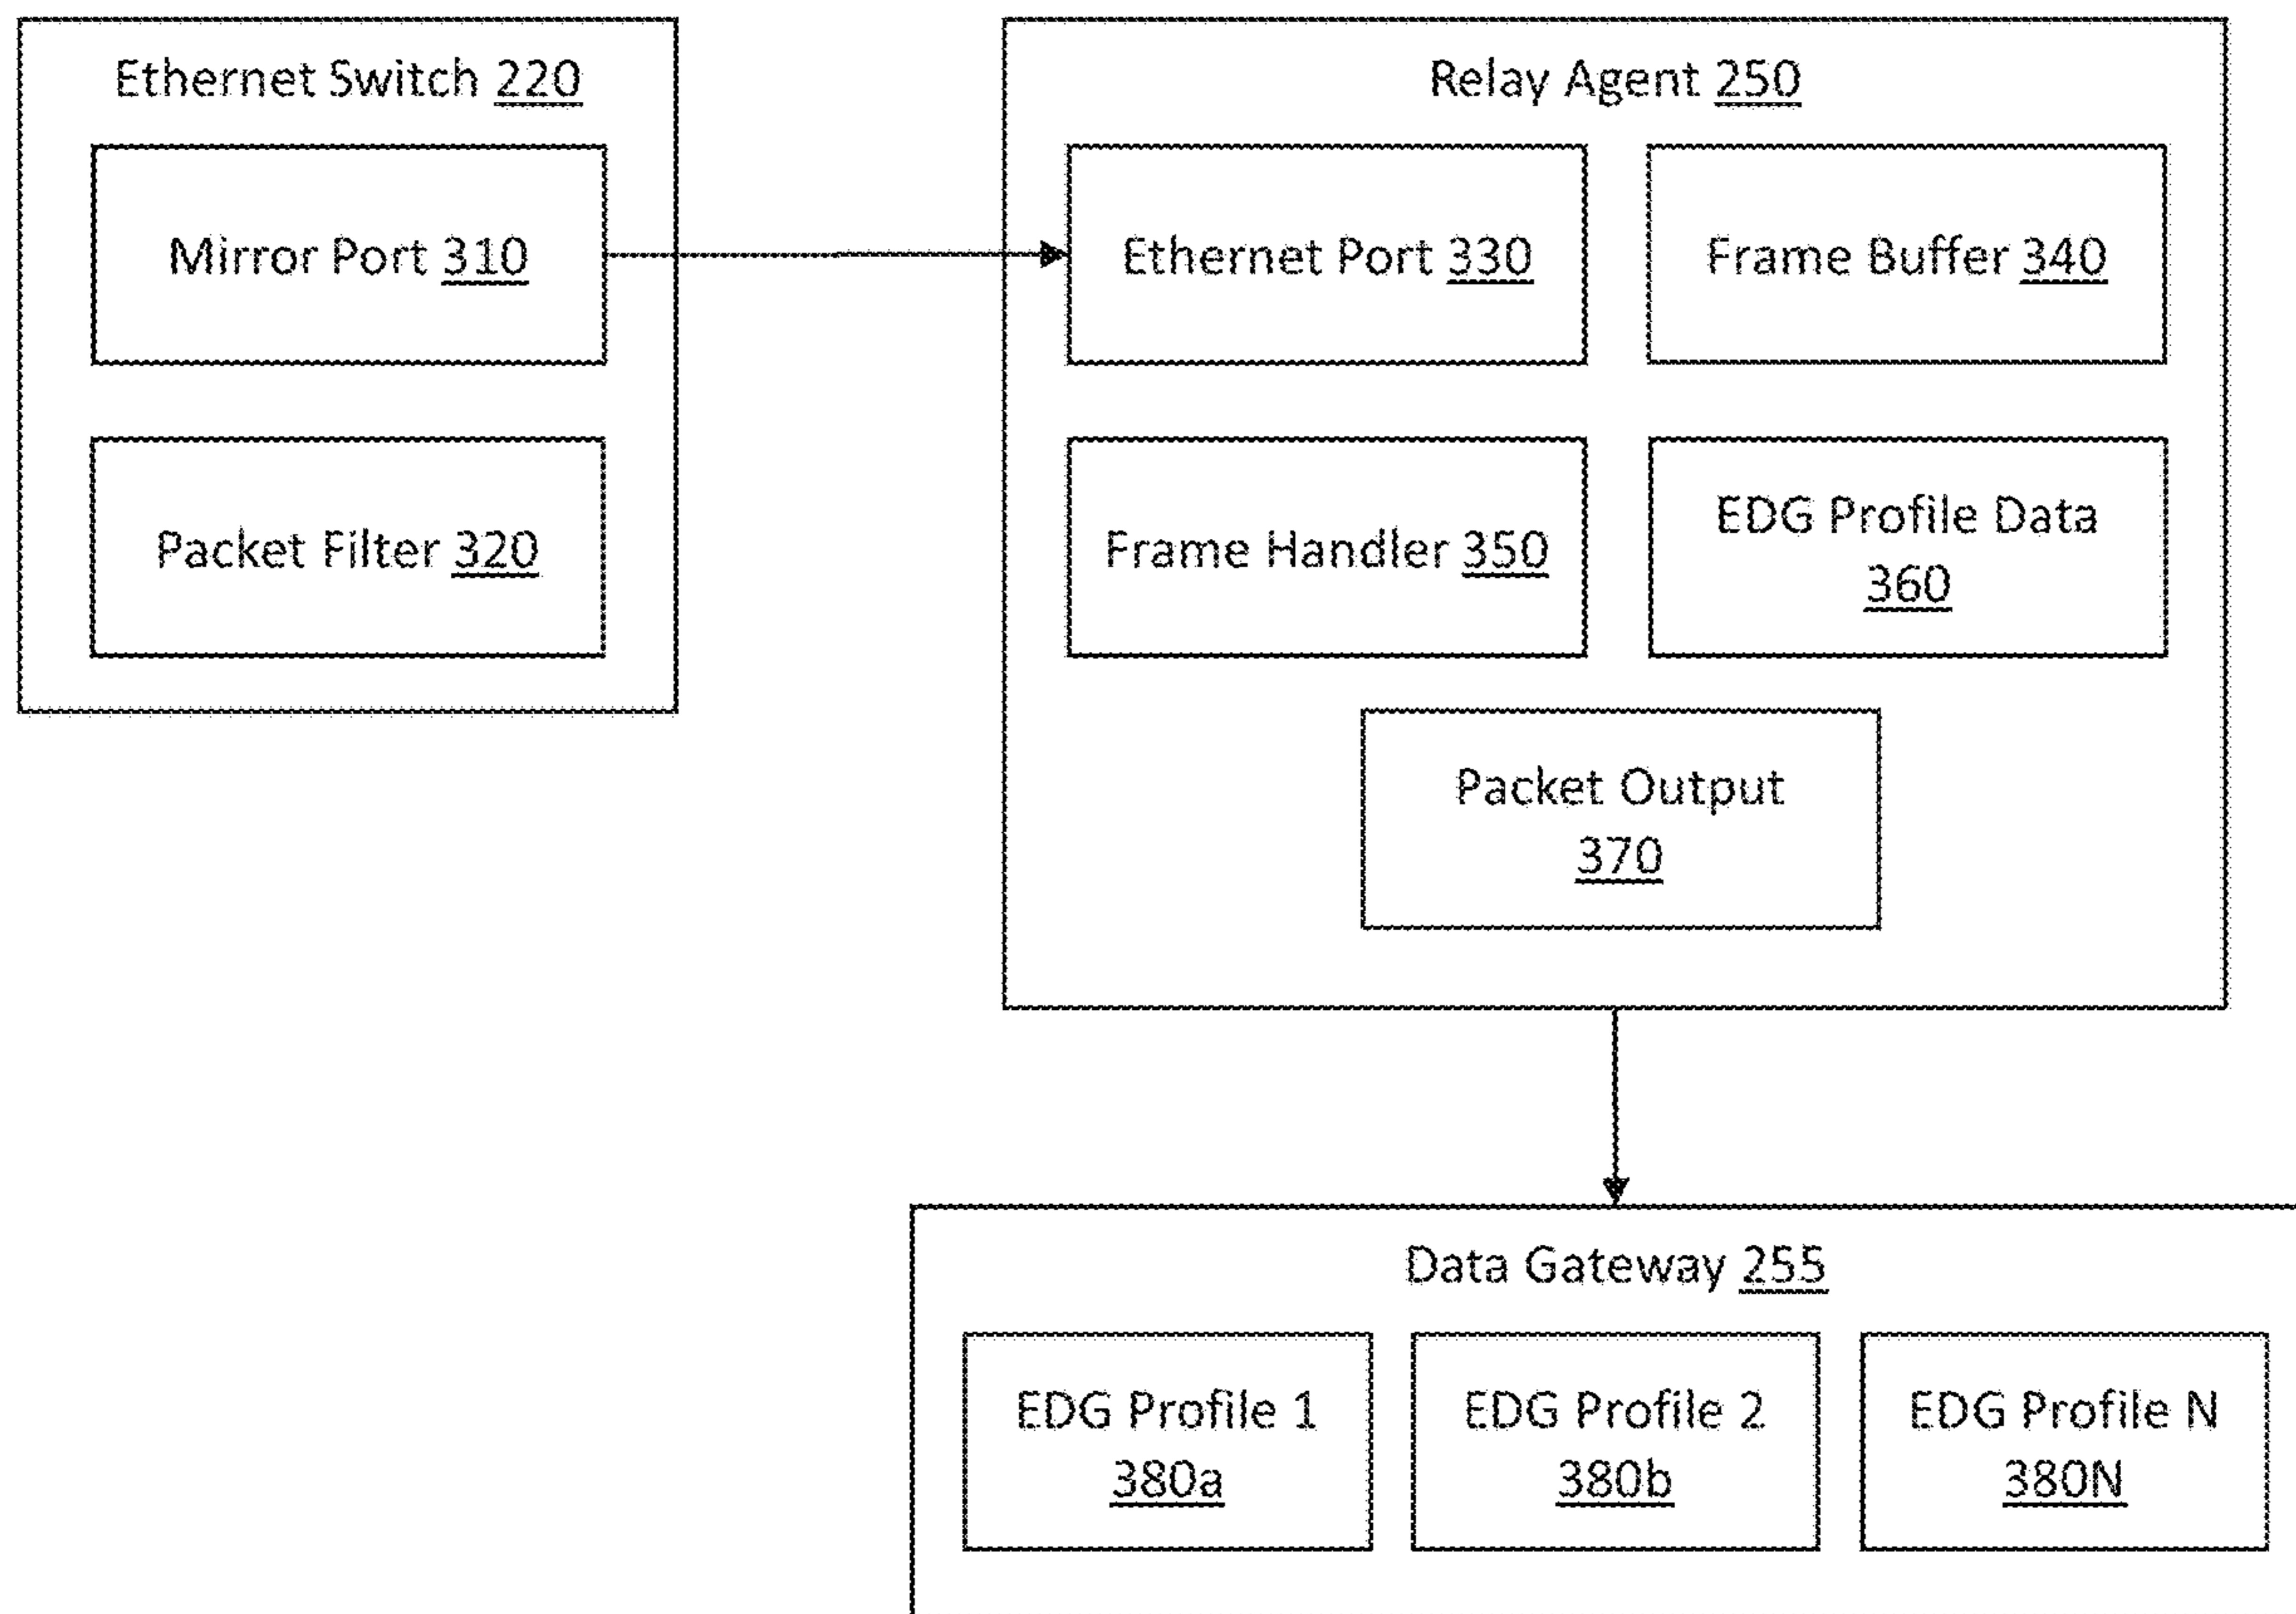 Ethernet Switch 220
Mirror Port 310
Packet Filter 320
Relay Agent 250
Ethernet Port 330
Frame Buffer 340
Frame Handler 350
EDG Profile Data
360
Packet Output
370
Data Gateway 255
EDG Profile 1
380a
EDG Profile 2
380b
EDG Profile N
380N